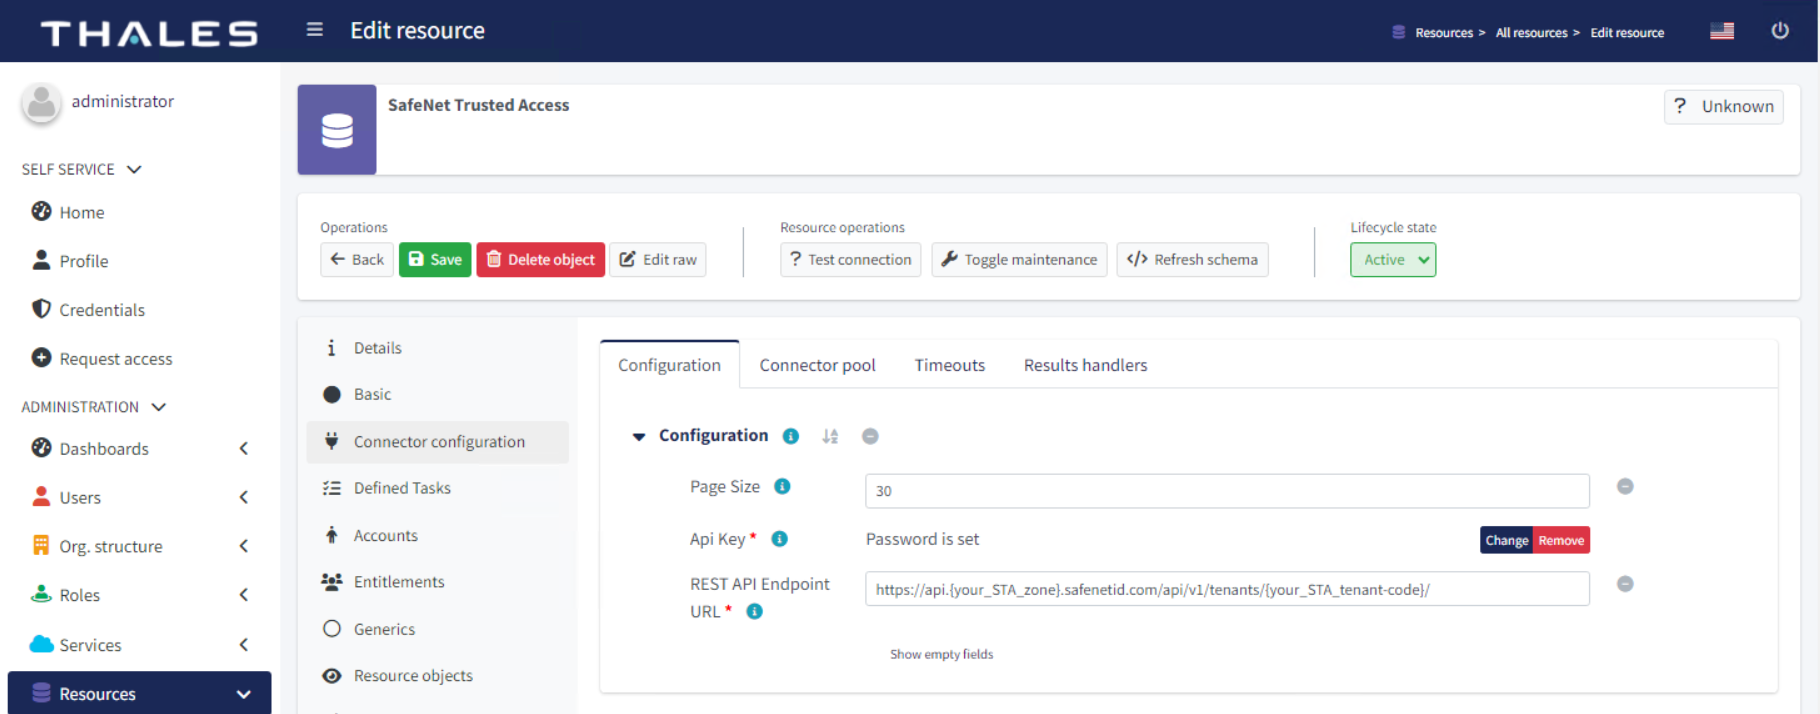 THALES
Edit resource
Resources > All resources > Edit resource
administrator
SELF SERVICE
Home
Profile
Credentials
Request access
ADMINISTRATION
Dashboards
Users
Org. structure
Roles
Services
Resources
SafeNet Trusted Access
? Unknown
Operations
Back
Save
Delete object
Edit raw
Resource operations
? Test connection
Toggle maintenance
</> Refresh schema
Lifecycle state
Active
Details
Basic
Connector configuration
Defined Tasks
Accounts
Entitlements
Generics
Resource objects
Configuration Connector pool Timeouts Results handlers
Configuration
Page Size 30
Api Key * Password is set Change Remove
REST API Endpoint
URL *
https://api.{your_STA_zone}.safenetid.com/api/v1/tenants/{your_STA_tenant-code}/
Show empty fields